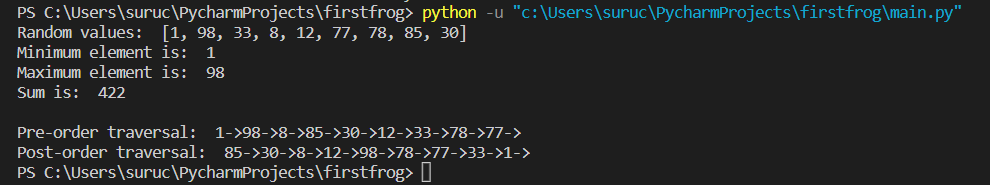 PS C:\Users\suruc\PycharmProjects\firstfrog> python -u "c:\Users\suruc\PycharmProjects\firstfrog\main.py"
Random values:  [1, 98, 33, 8, 12, 77, 78, 85, 30]
Minimum element is:  1
Maximum element is:  98
Sum is:  422
Pre-order traversal:  1->98->8->85->30->12->33->78->77->
Post-order traversal:  85->30->8->12->98->78->77->33->1->
PS C:\Users\suruc\PycharmProjects\firstfrog>